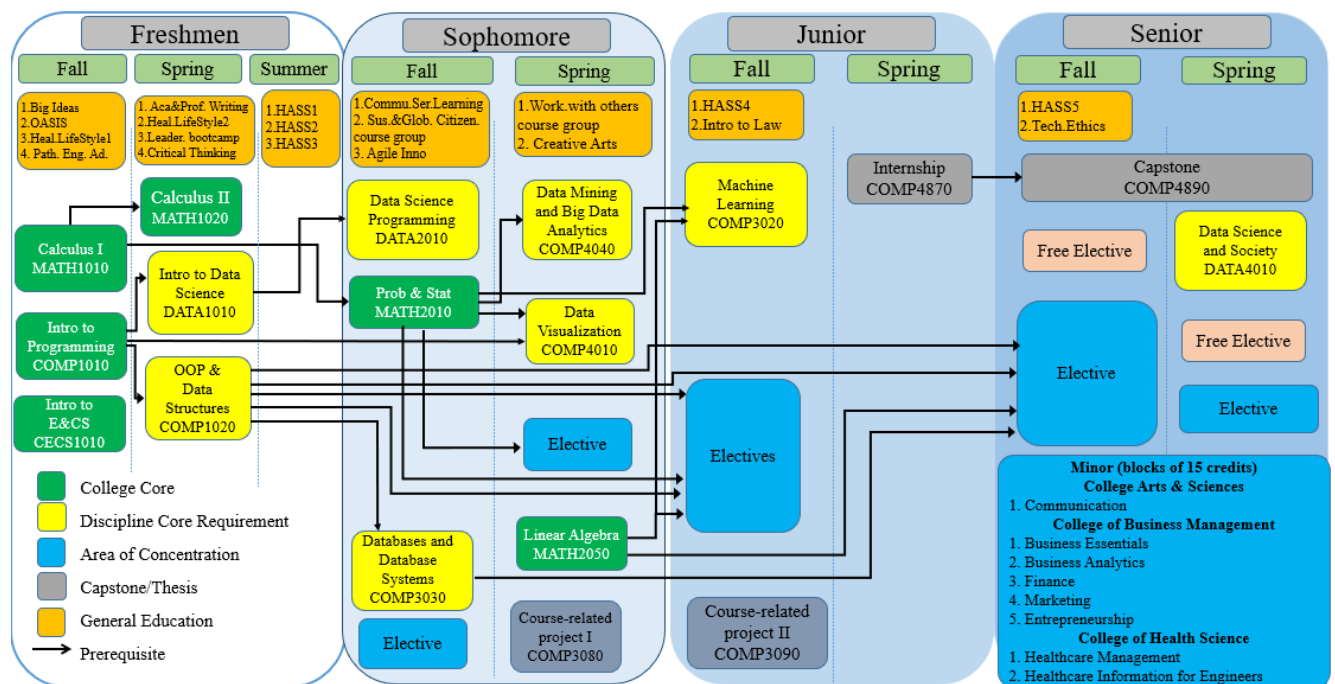 Freshmen
Sophomore
Junior
Senior
Fall
Spring
Summer
Fall
Spring
Fall
Spring
Fall
Spring
1.Big Ideas
2.OASIS
3.Heal.LifeStyle1
4. Path. Eng. Ad.
1. Aca&Prof. Writing
2.Heal.LifeStyle2
3.Leader. bootcamp
4.Critical Thinking
1.HASS1
2.HASS2
3.HASS3
1.Commu.Ser.Learning
2. Sus.&Glob. Citizen.
course group
3. Agile Inno
1.Work.with others
course group
2. Creative Arts
1.HASS4
2.Intro to Law
1.HASS5
2.Tech.Ethics
Internship
COMP4870
Capstone
COMP4890
Calculus II
MATH1020
Data Science
Programming
DATA2010
Data Mining
and Big Data
Analytics
COMP4040
Machine
Learning
COMP3020
Calculus I
MATH1010
Intro to Data
Science
DATA1010
Free Elective
Data Science
and Society
DATA4010
Prob & Stat
MATH2010
Intro to
Programming
COMP1010
Data
Visualization
COMP4010
Free Elective
OOP &
Data
Structures
COMP1020
Elective
Intro to
E&CS
CECS1010
Elective
Elective
Electives
College Core
Discipline Core Requirement
Area of Concentration
Capstone/Thesis
General Education
Prerequisite
Databases and
Database
Systems
COMP3030
Linear Algebra
MATH2050
Elective
Course-related
project I
COMP3080
Course-related
project II
COMP3090
Minor (blocks of 15 credits)
College Arts & Sciences
1. Communication
College of Business Management
1. Business Essentials
2. Business Analytics
3. Finance
4. Marketing
5. Entrepreneurship
College of Health Science
1. Healthcare Management
2. Healthcare Information for Engineers